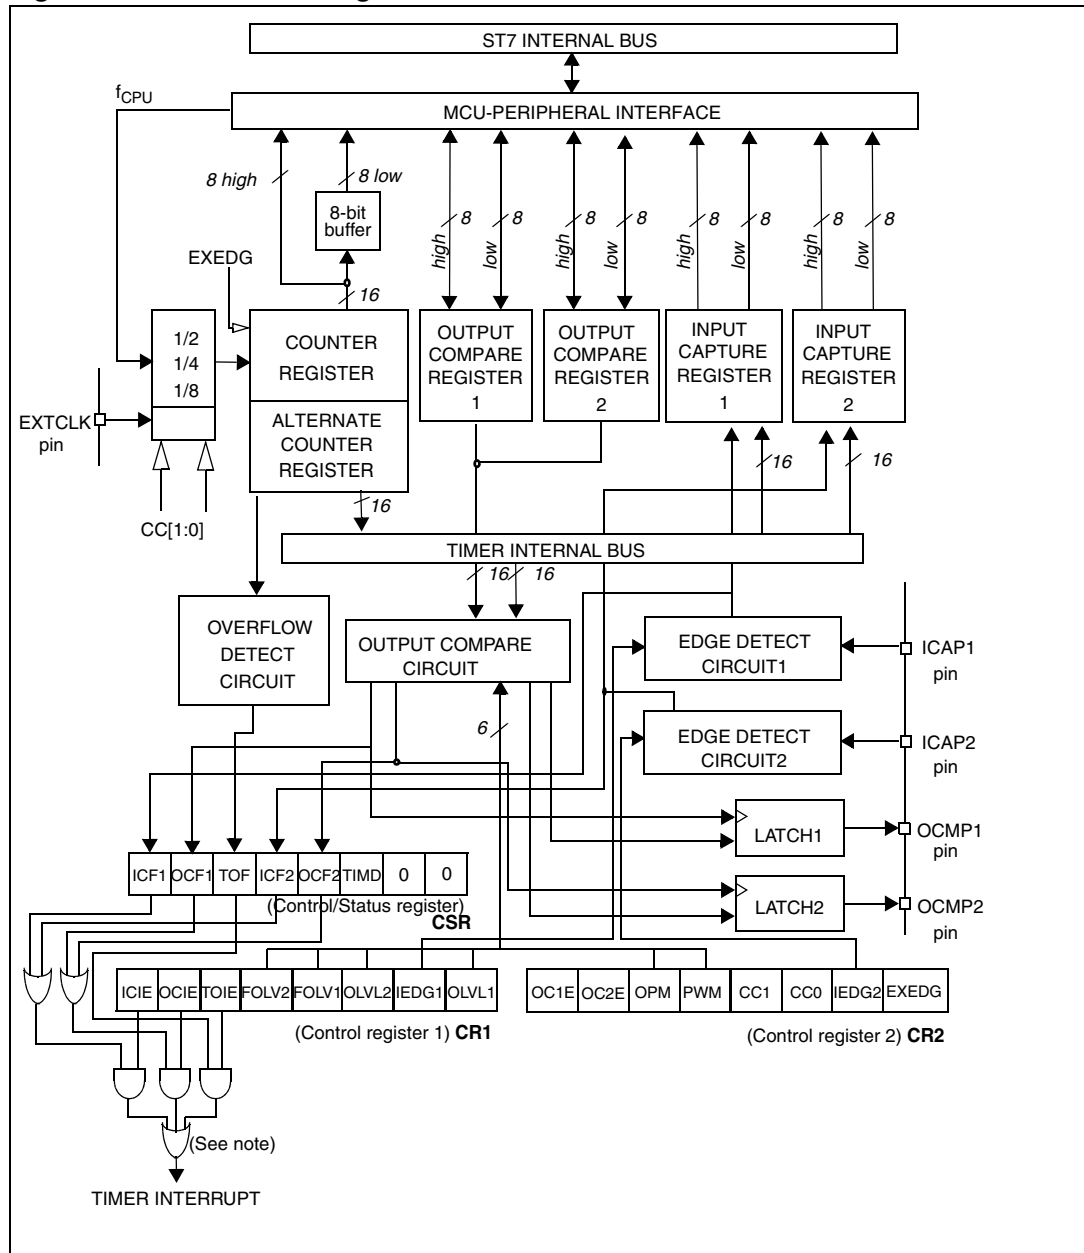 ST7 INTERNAL BUS
fCPU
MCU-PERIPHERAL INTERFACE
8 high
8 low
8-bit
buffer
high
8
low
8
high
8
low
8
high
8
low
8
high
8
low
8
EXEDG
16
1/2
1/4
1/8
COUNTER
REGISTER
ALTERNATE
COUNTER
REGISTER
OUTPUT
COMPARE
REGISTER
1
OUTPUT
COMPARE
REGISTER
2
INPUT
CAPTURE
REGISTER
1
INPUT
CAPTURE
REGISTER
2
EXTCLK
pin
CC[1:0]
16
16
16
TIMER INTERNAL BUS
16
16
OVERFLOW
DETECT
CIRCUIT
OUTPUT COMPARE
CIRCUIT
6
EDGE DETECT
CIRCUIT1
ICAP1
pin
EDGE DETECT
CIRCUIT2
ICAP2
pin
LATCH1
OCMP1
pin
LATCH2
OCMP2
pin
ICF1 OCF1 TOF ICF2 OCF2 TIMD 0 0
(Control/Status register)
CSR
ICIE OCIE TOIE FOLV2 FOLV1 OLVL2 IEDG1 OLVL1
(Control register 1) CR1
OC1E OC2E OPM PWM CC1 CC0 IEDG2 EXEDG
(Control register 2) CR2
(See note)
TIMER INTERRUPT